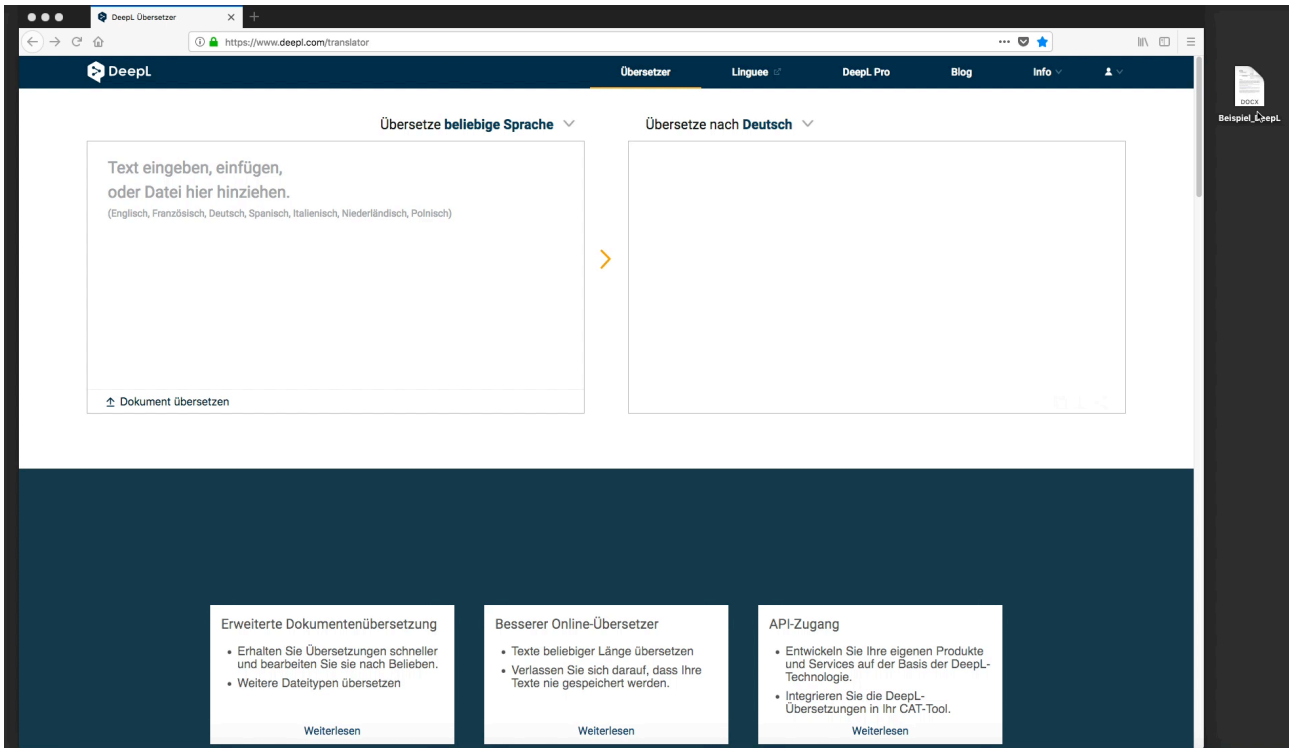 DeepL Übersetzer
https://www.deepl.com/translator
DeepL
Übersetzer
Linguee
DeepL Pro
Blog
Info
DOCX
Beispiel_DeepL
Übersetze beliebige Sprache
Übersetze nach Deutsch
Text eingeben, einfügen,
oder Datei hier hinziehen.
(Englisch, Französisch, Deutsch, Spanisch, Italienisch, Niederländisch, Polnisch)
Dokument übersetzen
Erweiterte Dokumentenübersetzung
• Erhalten Sie Übersetzungen schneller
und bearbeiten Sie sie nach Belieben.
• Weitere Dateitypen übersetzen
Weiterlesen
Besserer Online-Übersetzer
• Texte beliebiger Länge übersetzen
• Verlassen Sie sich darauf, dass Ihre
Texte nie gespeichert werden.
Weiterlesen
API-Zugang
• Entwickeln Sie Ihre eigenen Produkte
und Services auf der Basis der DeepL-
Technologie.
• Integrieren Sie die DeepL-
Übersetzungen in Ihr CAT-Tool.
Weiterlesen